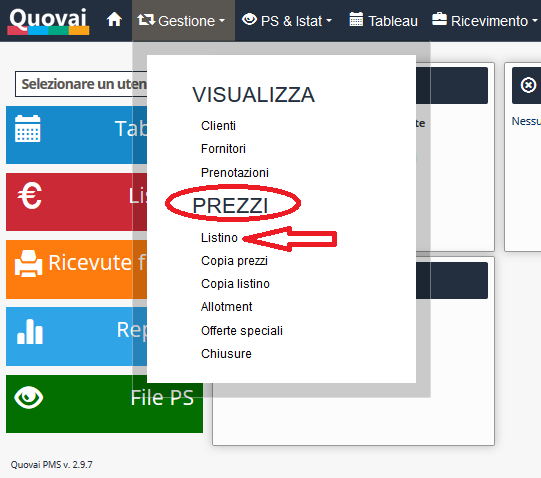 Quovai Gestione PS & Istat Tableau Ricevimento
Selezionare un uten
Tab
Li
Ricevute f
Rep
File PS
VISUALIZZA
Clienti
Fornitori
Prenotazioni
PREZZI
Listino
Copia prezzi
Copia listino
Allotment
Offerte speciali
Chiusure
te
Nessu
Quovai PMS v. 2.9.7